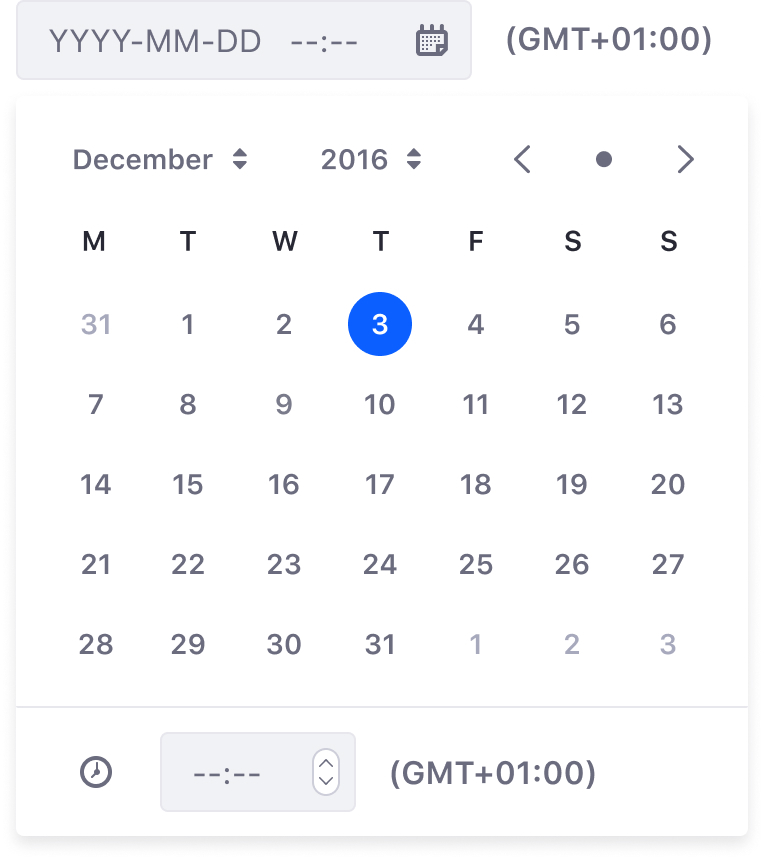 YYYY-MM-DD --:-- (GMT+01:00)
December 2016
M T W T F S S
31 1 2 3 4 5 6
7 8 9 10 11 12 13
14 15 16 17 18 19 20
21 22 23 24 25 26 27
28 29 30 31 1 2 3
--:-- (GMT+01:00)